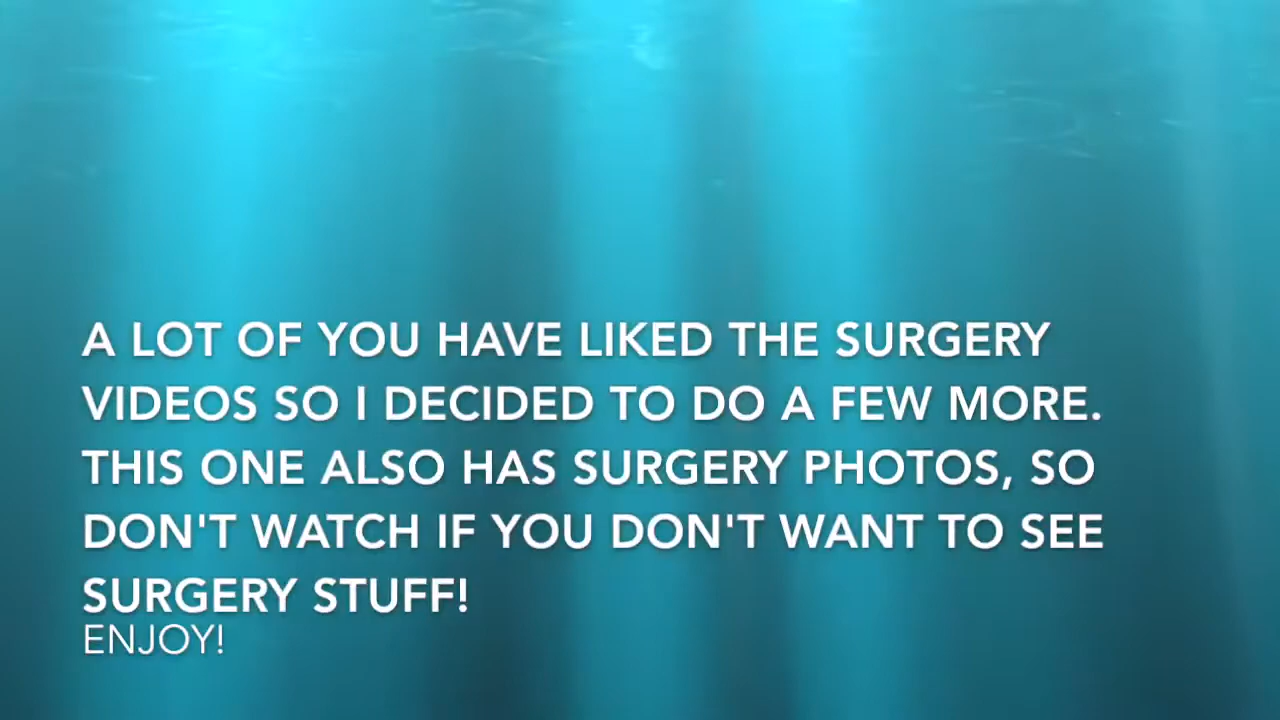 A LOT OF YOU HAVE LIKED THE SURGERY
VIDEOS SO I DECIDED TO DO A FEW MORE.
THIS ONE ALSO HAS SURGERY PHOTOS, SO
DON'T WATCH IF YOU DON'T WANT TO SEE
SURGERY STUFF!
ENJOY!